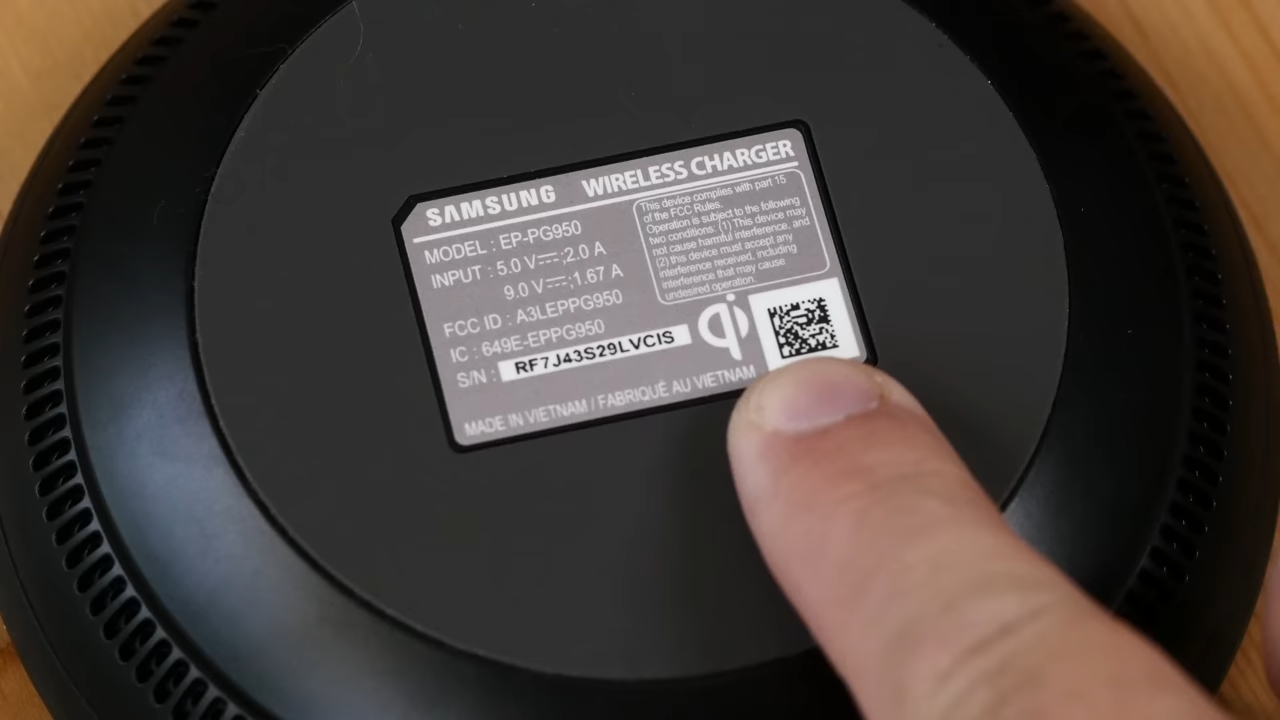 SAMSUNG WIRELESS CHARGER
MODEL : EP-PG950
INPUT : 5.0 V⎓;2.0 A
9.0 V⎓;1.67 A
FCC ID : A3LEPPG950
IC : 649E-EPPG950
S/N : RF7J43S29LVCIS
MADE IN VIETNAM / FABRIQUÉ AU VIETNAM
This device complies with part 15
of the FCC Rules.
Operation is subject to the following
two conditions: (1) This device may
not cause harmful interference, and
(2) this device must accept any
interference received, including
interference that may cause
undesired operation.
qi